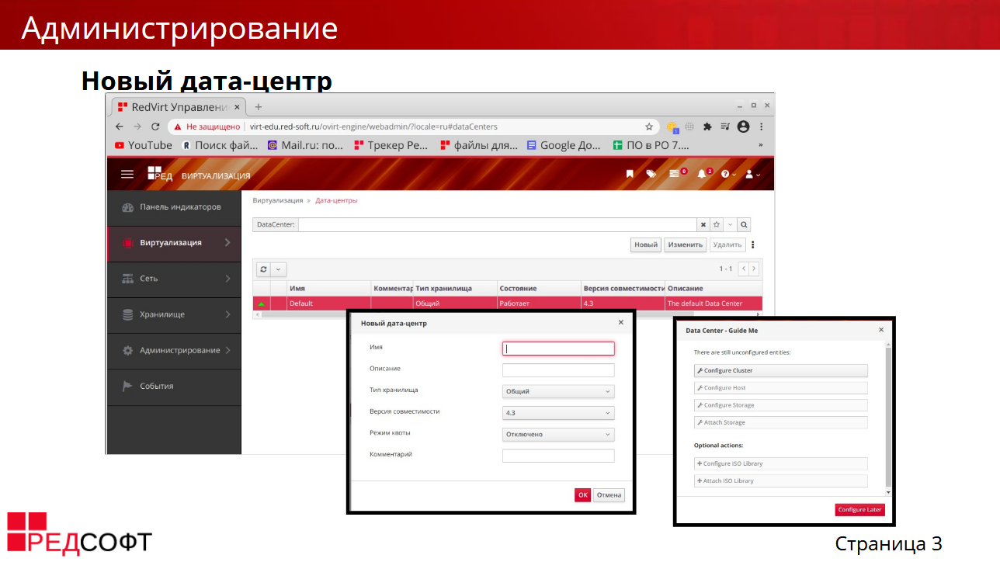 Администрирование
Новый дата-центр
RedVirt Управлени
Не защищено virt-edu.red-soft.ru/ovirt-engine/webadmin/?locale=ru#dataCenters
YouTube Поиск фай... Mail.ru: по... Трекер Ре... файлы для... Google До... ПО в РО 7.... »
РЕД ВИРТУАЛИЗАЦИЯ 0 2
Панель индикаторов
Виртуализация
Сеть
Хранилище
Администрирование
События
Виртуализация » Дата-центры
DataCenter:
Новый Изменить Удалить
1 - 1
Имя Комментар Тип хранилища Состояние Версия совместимости Описание
Default Общий Работает 4.3 The default Data Center
Новый дата-центр
Имя
Описание
Тип хранилища Общий
Версия совместимости 4.3
Режим квоты Отключено
Комментарий
ОК Отмена
Data Center - Guide Me
There are still unconfigured entities:
Configure Cluster
Configure Host
Configure Storage
Attach Storage
Optional actions:
Configure ISO Library
Attach ISO Library
Configure Later
РЕДСОФТ
Страница 3